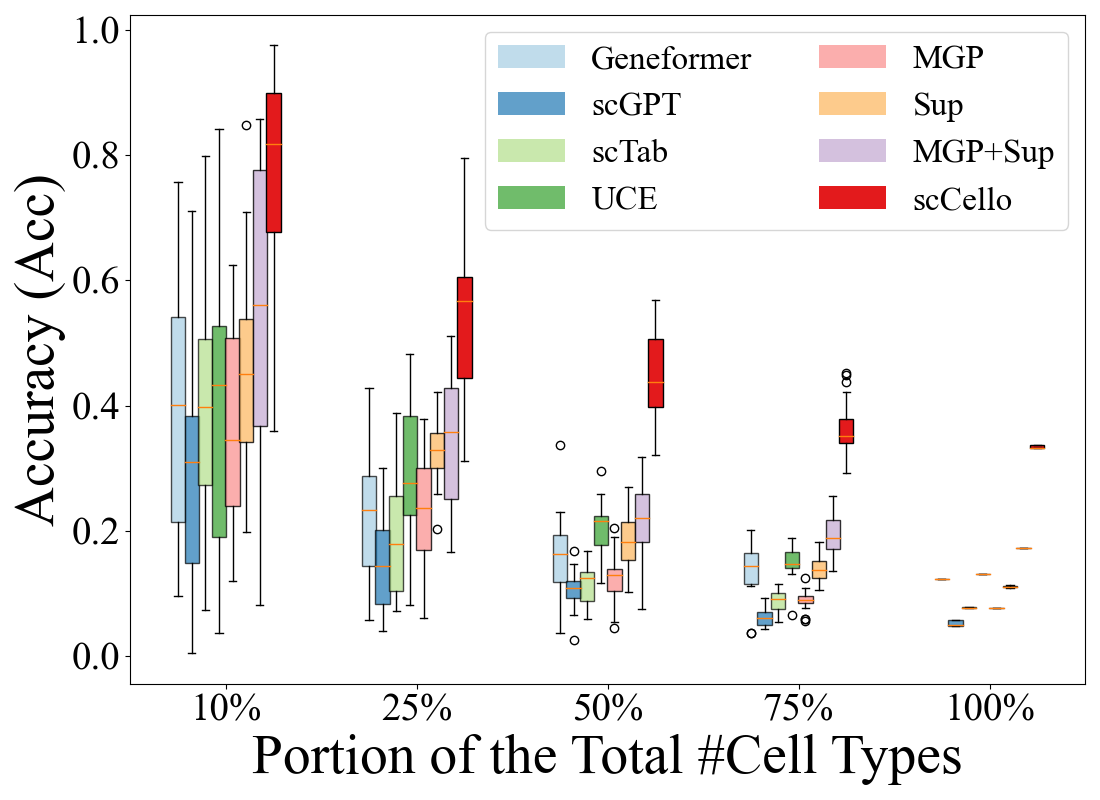 Accuracy (Acc)
1.0
0.8
0.6
0.4
0.2
0.0
Geneformer
scGPT
scTab
UCE
MGP
Sup
MGP+Sup
scCello
10% 25% 50% 75% 100%
Portion of the Total #Cell Types